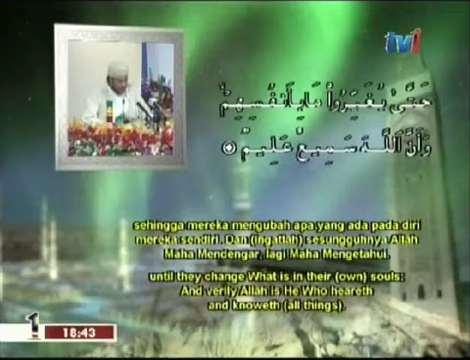 tv1
حَتَّىٰ يُغَيِّرُوا۟ مَا بِأَنفُسِهِمْ ۙ
وَأَنَّ ٱللَّهَ سَمِيعٌ عَلِيمٌ
sehingga mereka mengubah apa yang ada pada diri
mereka sendiri. Dan (ingatlah) sesungguhnya Allah
Maha Mendengar, lagi Maha Mengetahui.
until they change What is in their (own) souls:
And verily Allah is He Who heareth
and knoweth (all things).
1
18:43